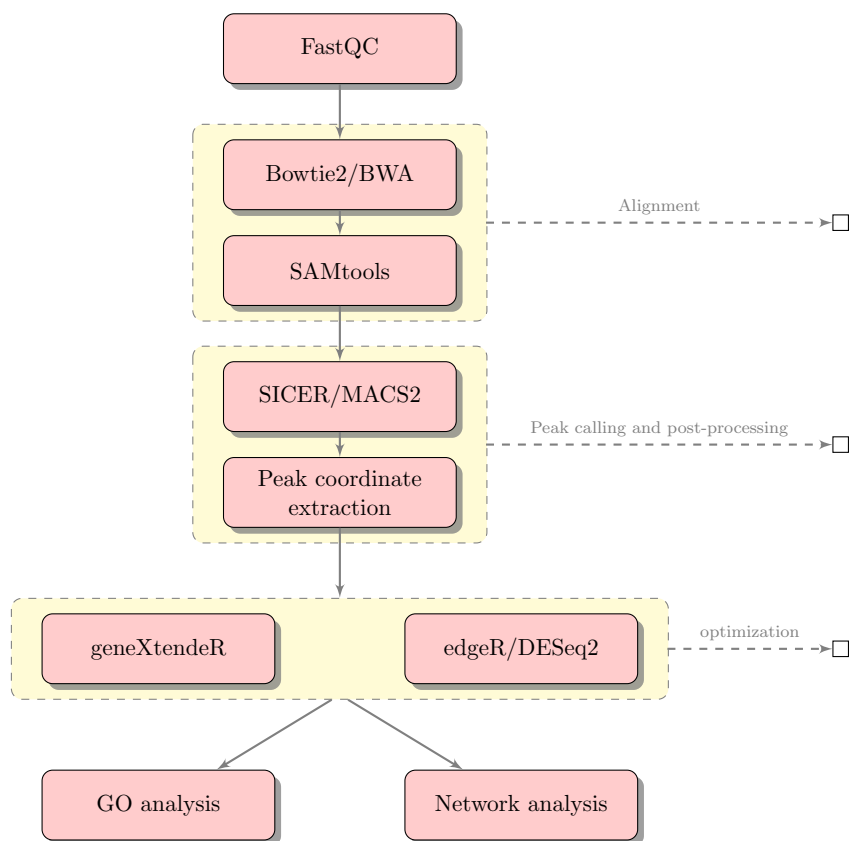 FastQC
Bowtie2/BWA
Alignment
SAMtools
SICER/MACS2
Peak calling and post-processing
Peak coordinate
extraction
geneXtendeR
edgeR/DESeq2
optimization
GO analysis
Network analysis